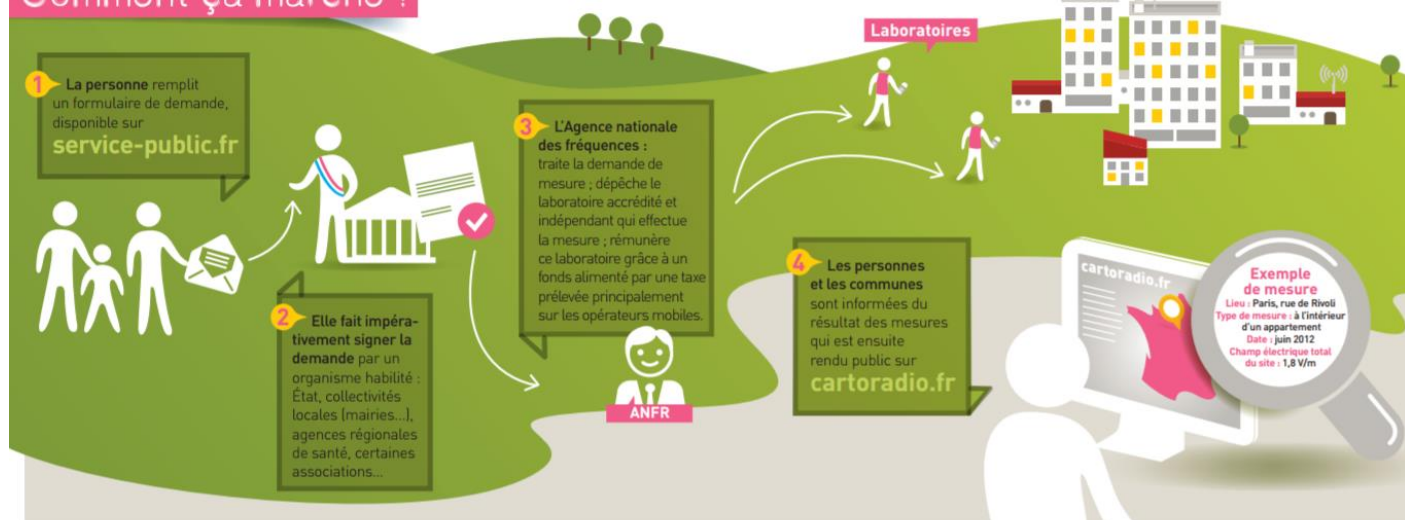 Comment ça marche ?
1 La personne remplit
un formulaire de demande,
disponible sur
service-public.fr
2 Elle fait impéra-
tivement signer la
demande par un
organisme habilité :
État, collectivités
locales (mairies...),
agences régionales
de santé, certaines
associations...
3 L'Agence nationale
des fréquences :
traite la demande de
mesure ; dépêche le
laboratoire accrédité et
indépendant qui effectue
la mesure ; rémunère
ce laboratoire grâce à un
fonds alimenté par une taxe
prélevée principalement
sur les opérateurs mobiles.
ANFR
Laboratoires
4 Les personnes
et les communes
sont informées du
résultat des mesures
qui est ensuite
rendu public sur
cartoradio.fr
cartoradio.fr
Exemple
de mesure
Lieu : Paris, rue de Rivoli
Type de mesure : à l'intérieur
d'un appartement
Date : juin 2012
Champ électrique total
du site : 1,8 V/m